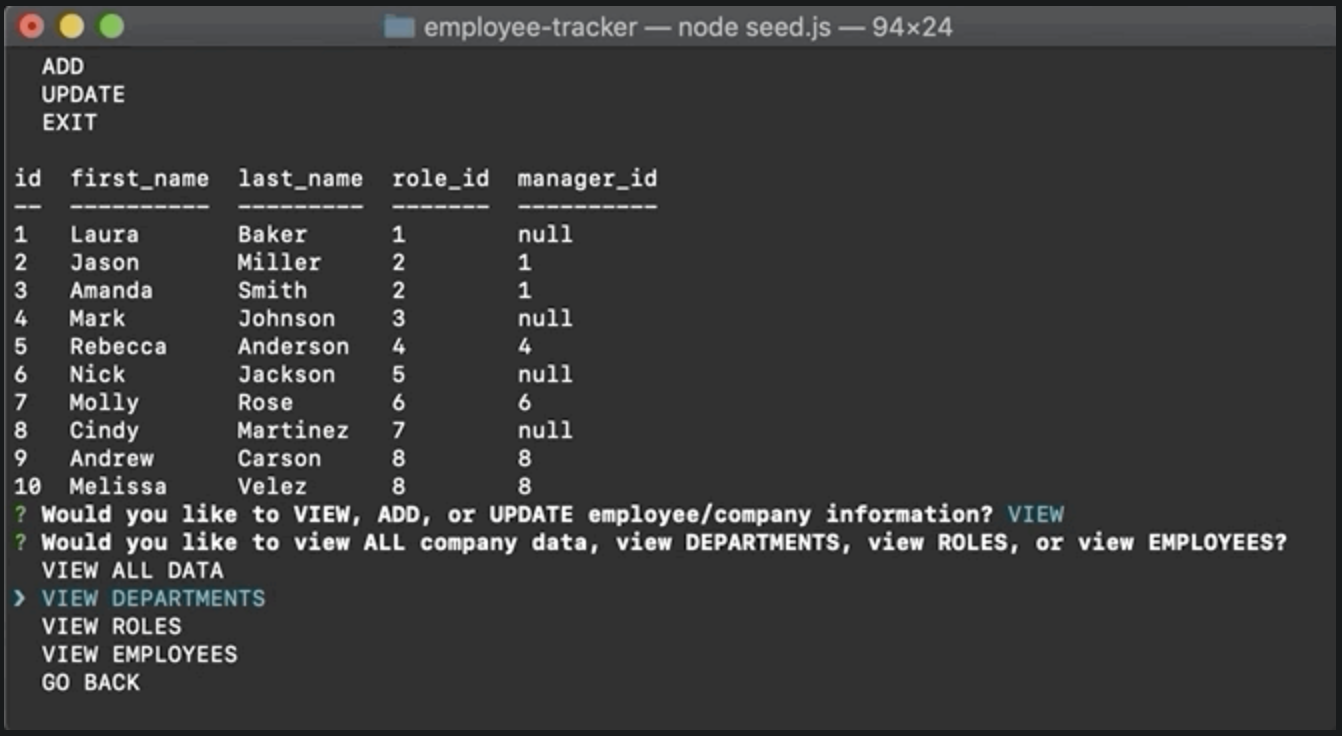 employee-tracker — node seed.js — 94×24
ADD
UPDATE
EXIT
id first_name last_name role_id manager_id
-- ---------- --------- ------- ----------
1 Laura Baker 1 null
2 Jason Miller 2 1
3 Amanda Smith 2 1
4 Mark Johnson 3 null
5 Rebecca Anderson 4 4
6 Nick Jackson 5 null
7 Molly Rose 6 6
8 Cindy Martinez 7 null
9 Andrew Carson 8 8
10 Melissa Velez 8 8
? Would you like to VIEW, ADD, or UPDATE employee/company information? VIEW
? Would you like to view ALL company data, view DEPARTMENTS, view ROLES, or view EMPLOYEES?
VIEW ALL DATA
❯ VIEW DEPARTMENTS
VIEW ROLES
VIEW EMPLOYEES
GO BACK